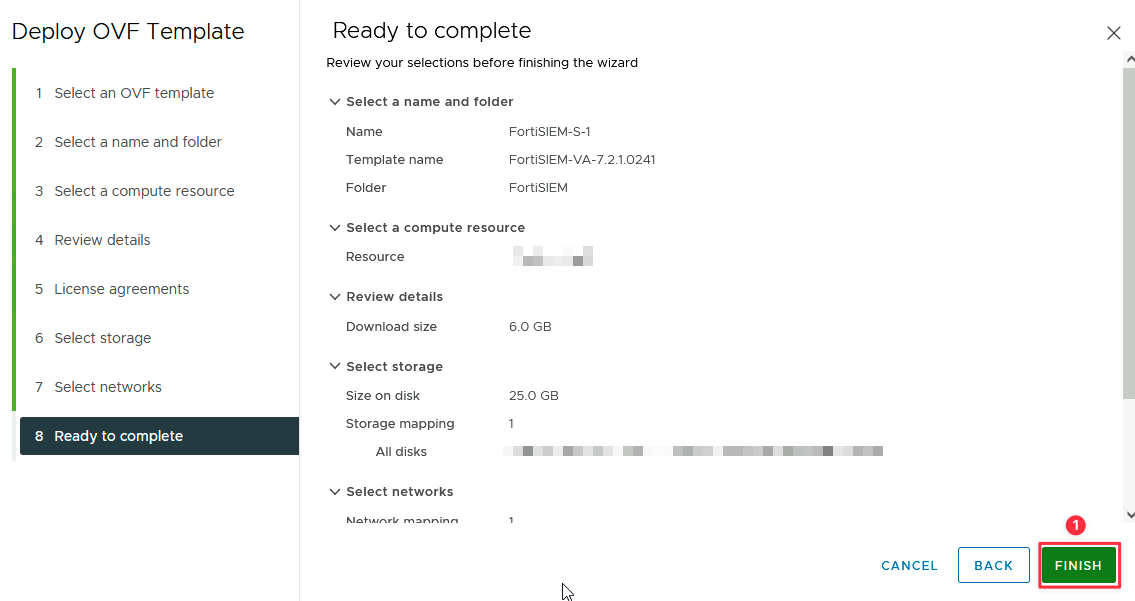 Deploy OVF Template
1 Select an OVF template
2 Select a name and folder
3 Select a compute resource
4 Review details
5 License agreements
6 Select storage
7 Select networks
8 Ready to complete
Ready to complete
Review your selections before finishing the wizard
Select a name and folder
Name FortiSIEM-S-1
Template name FortiSIEM-VA-7.2.1.0241
Folder FortiSIEM
Select a compute resource
Resource
Review details
Download size 6.0 GB
Select storage
Size on disk 25.0 GB
Storage mapping 1
All disks
Select networks
Network mapping 1
1
CANCEL BACK FINISH